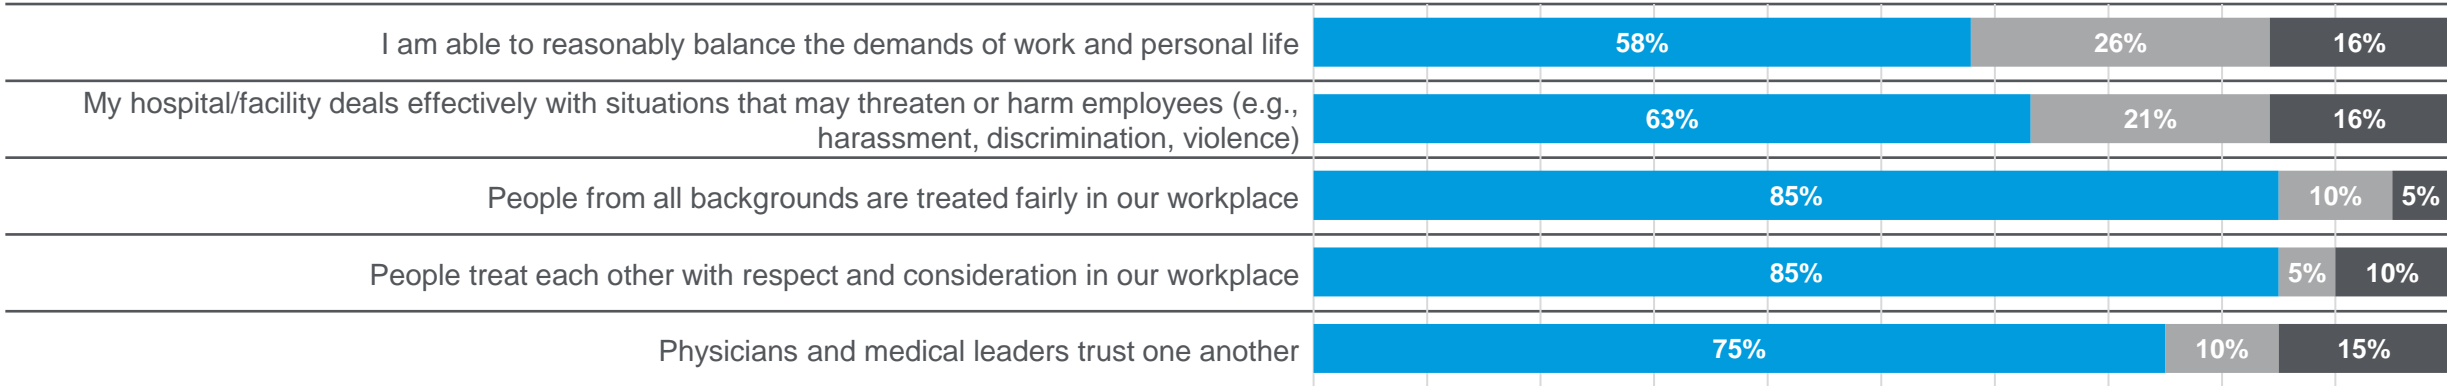 I am able to reasonably balance the demands of work and personal life 58% 26% 16%
My hospital/facility deals effectively with situations that may threaten or harm employees (e.g.,
harassment, discrimination, violence) 63% 21% 16%
People from all backgrounds are treated fairly in our workplace 85% 10% 5%
People treat each other with respect and consideration in our workplace 85% 5% 10%
Physicians and medical leaders trust one another 75% 10% 15%